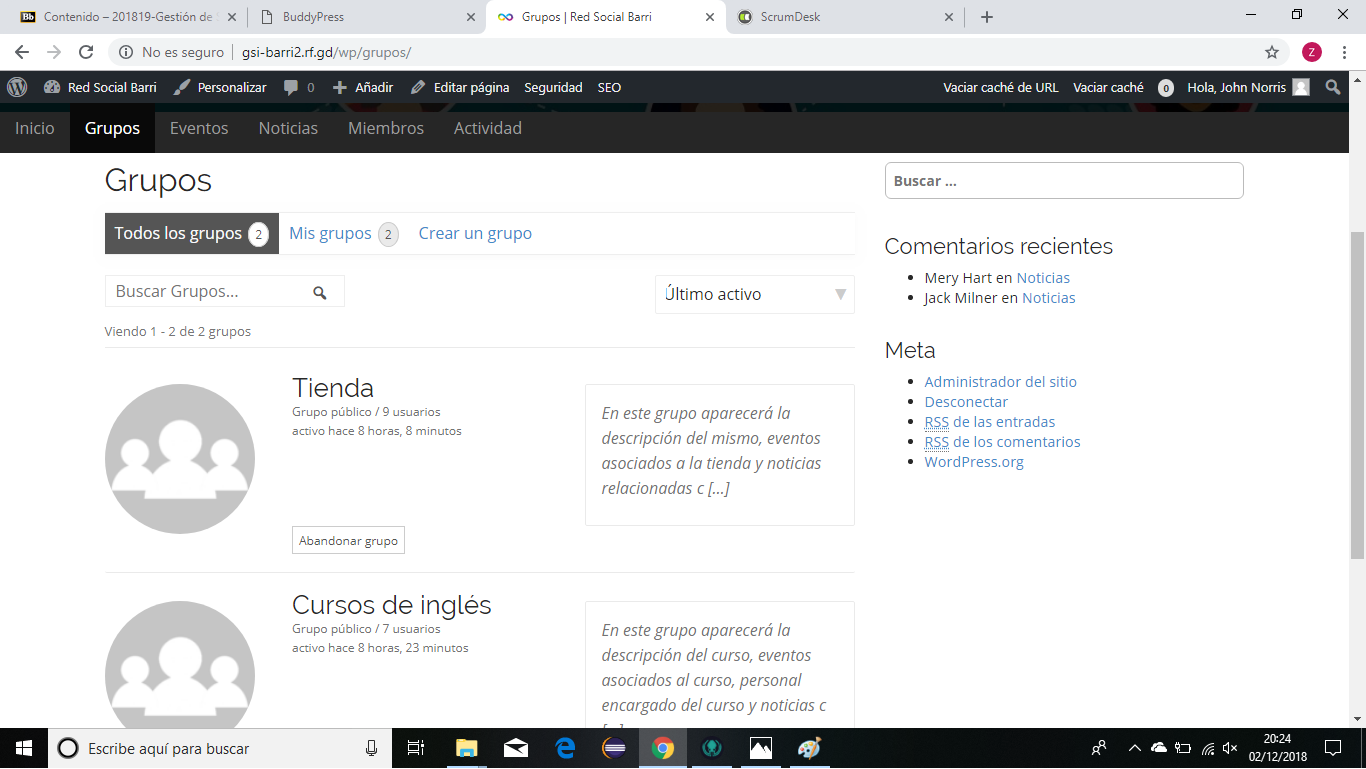 Contenido – 201819-Gestión de
BuddyPress
Grupos | Red Social Barri
ScrumDesk
No es seguro | gsi-barri2.rf.gd/wp/grupos/
Z
Red Social Barri
Personalizar
0
Añadir
Editar página
Seguridad
SEO
Vaciar caché de URL
Vaciar caché
0
Hola, John Norris
Inicio
Grupos
Eventos
Noticias
Miembros
Actividad
Grupos
Todos los grupos 2
Mis grupos 2
Crear un grupo
Buscar Grupos...
Último activo
Viendo 1 - 2 de 2 grupos
Tienda
Grupo público / 9 usuarios
activo hace 8 horas, 8 minutos
Abandonar grupo
En este grupo aparecerá la
descripción del mismo, eventos
asociados a la tienda y noticias
relacionadas c [...]
Cursos de inglés
Grupo público / 7 usuarios
activo hace 8 horas, 23 minutos
En este grupo aparecerá la
descripción del curso, eventos
asociados al curso, personal
encargado del curso y noticias c
[...]
Buscar ...
Comentarios recientes
Mery Hart en Noticias
Jack Milner en Noticias
Meta
Administrador del sitio
Desconectar
RSS de las entradas
RSS de los comentarios
WordPress.org
Escribe aquí para buscar
20:24
02/12/2018